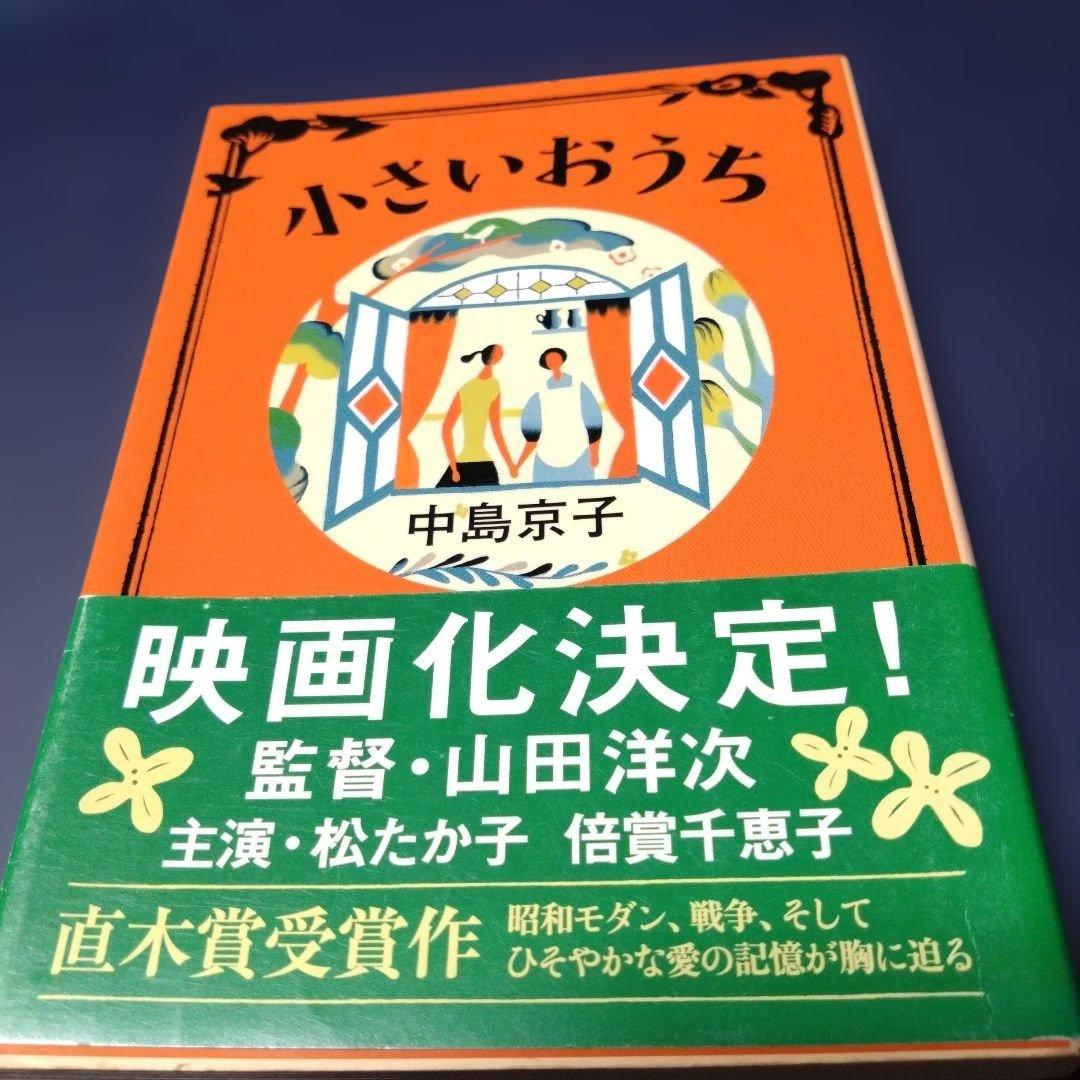 小さいおうち
中島京子
映画化決定!
監督・山田洋次
主演・松たか子 倍賞千恵子
直木賞受賞作
昭和モダン、戦争、そして
ひそやかな愛の記憶が胸に迫る